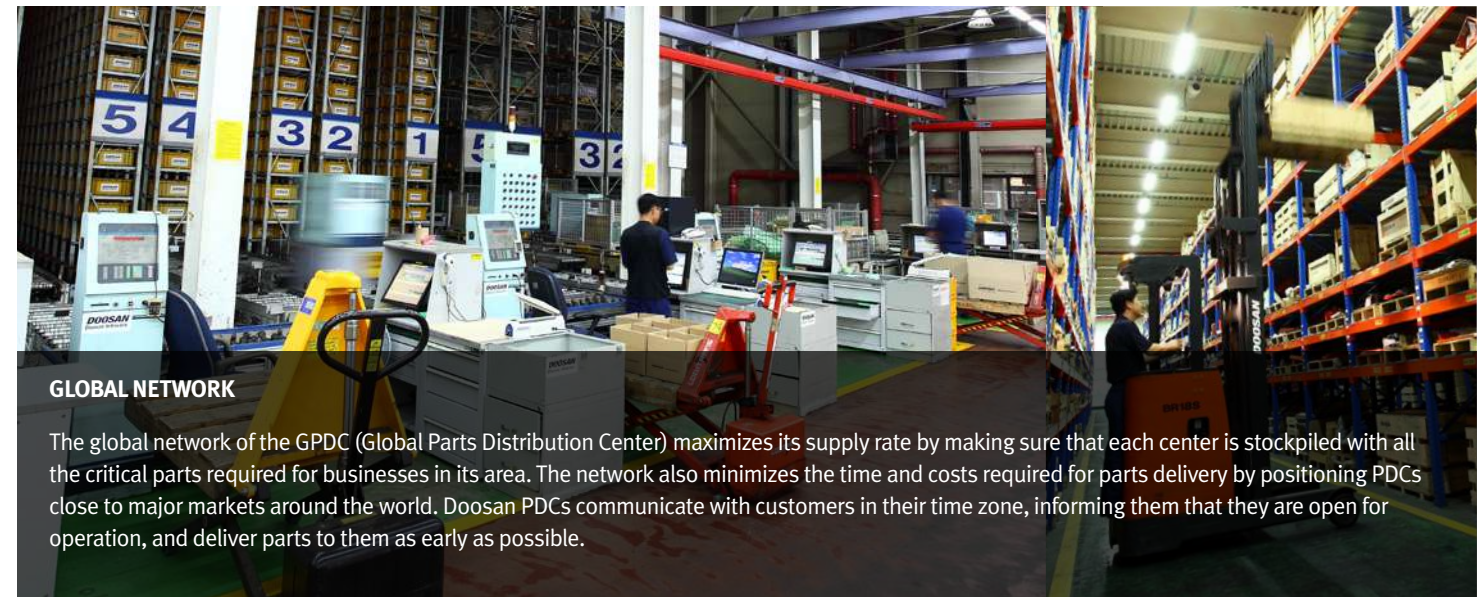 5 4 3 2 1 5 3 2
DOOSAN
DOOSAN
DOOSAN
BR18S
GLOBAL NETWORK
The global network of the GPDC (Global Parts Distribution Center) maximizes its supply rate by making sure that each center is stockpiled with all
the critical parts required for businesses in its area. The network also minimizes the time and costs required for parts delivery by positioning PDCs
close to major markets around the world. Doosan PDCs communicate with customers in their time zone, informing them that they are open for
operation, and deliver parts to them as early as possible.